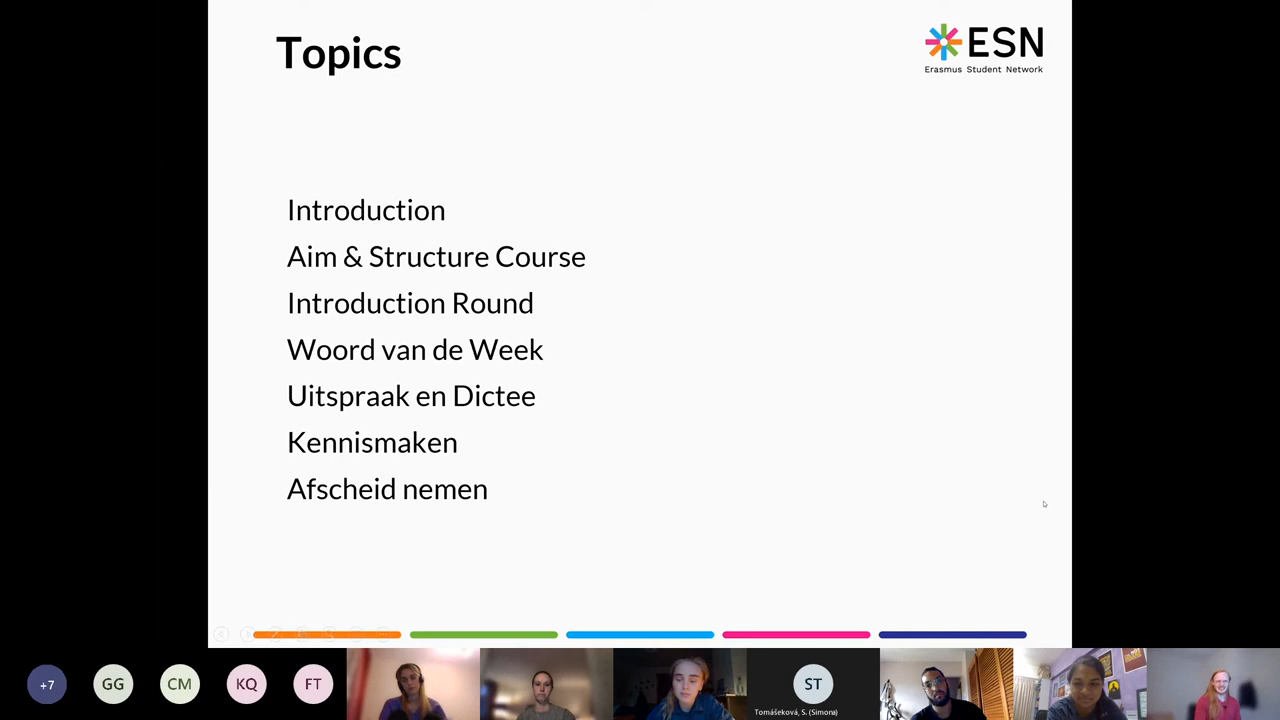 Topics
ESN
Erasmus Student Network
Introduction
Aim & Structure Course
Introduction Round
Woord van de Week
Uitspraak en Dictee
Kennismaken
Afscheid nemen
+7
GG
CM
KQ
FT
ST
Tomášeková, S. (Simona)